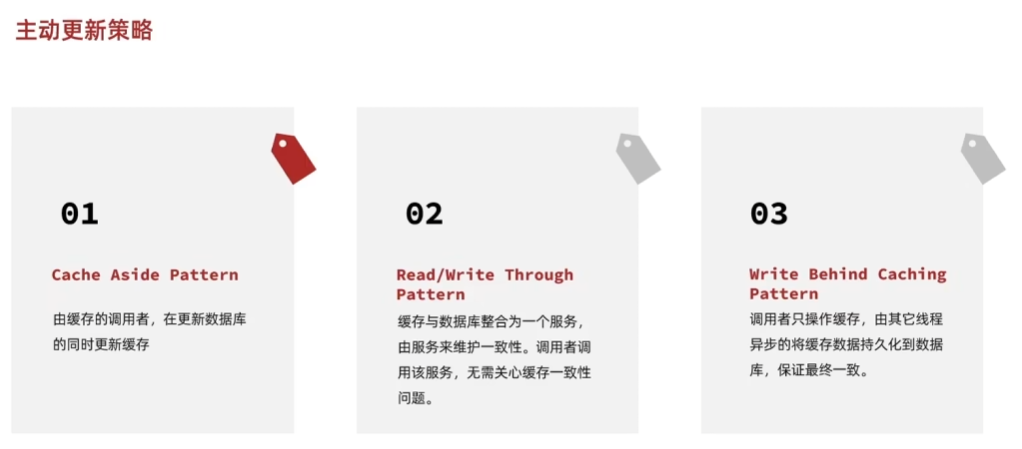 主动更新策略
01
Cache Aside Pattern
由缓存的调用者，在更新数据库
的同时更新缓存
02
Read/Write Through
Pattern
缓存与数据库整合为一个服务，
由服务来维护一致性。调用者调
用该服务，无需关心缓存一致性
问题。
03
Write Behind Caching
Pattern
调用者只操作缓存，由其它线程
异步的将缓存数据持久化到数据
库，保证最终一致。